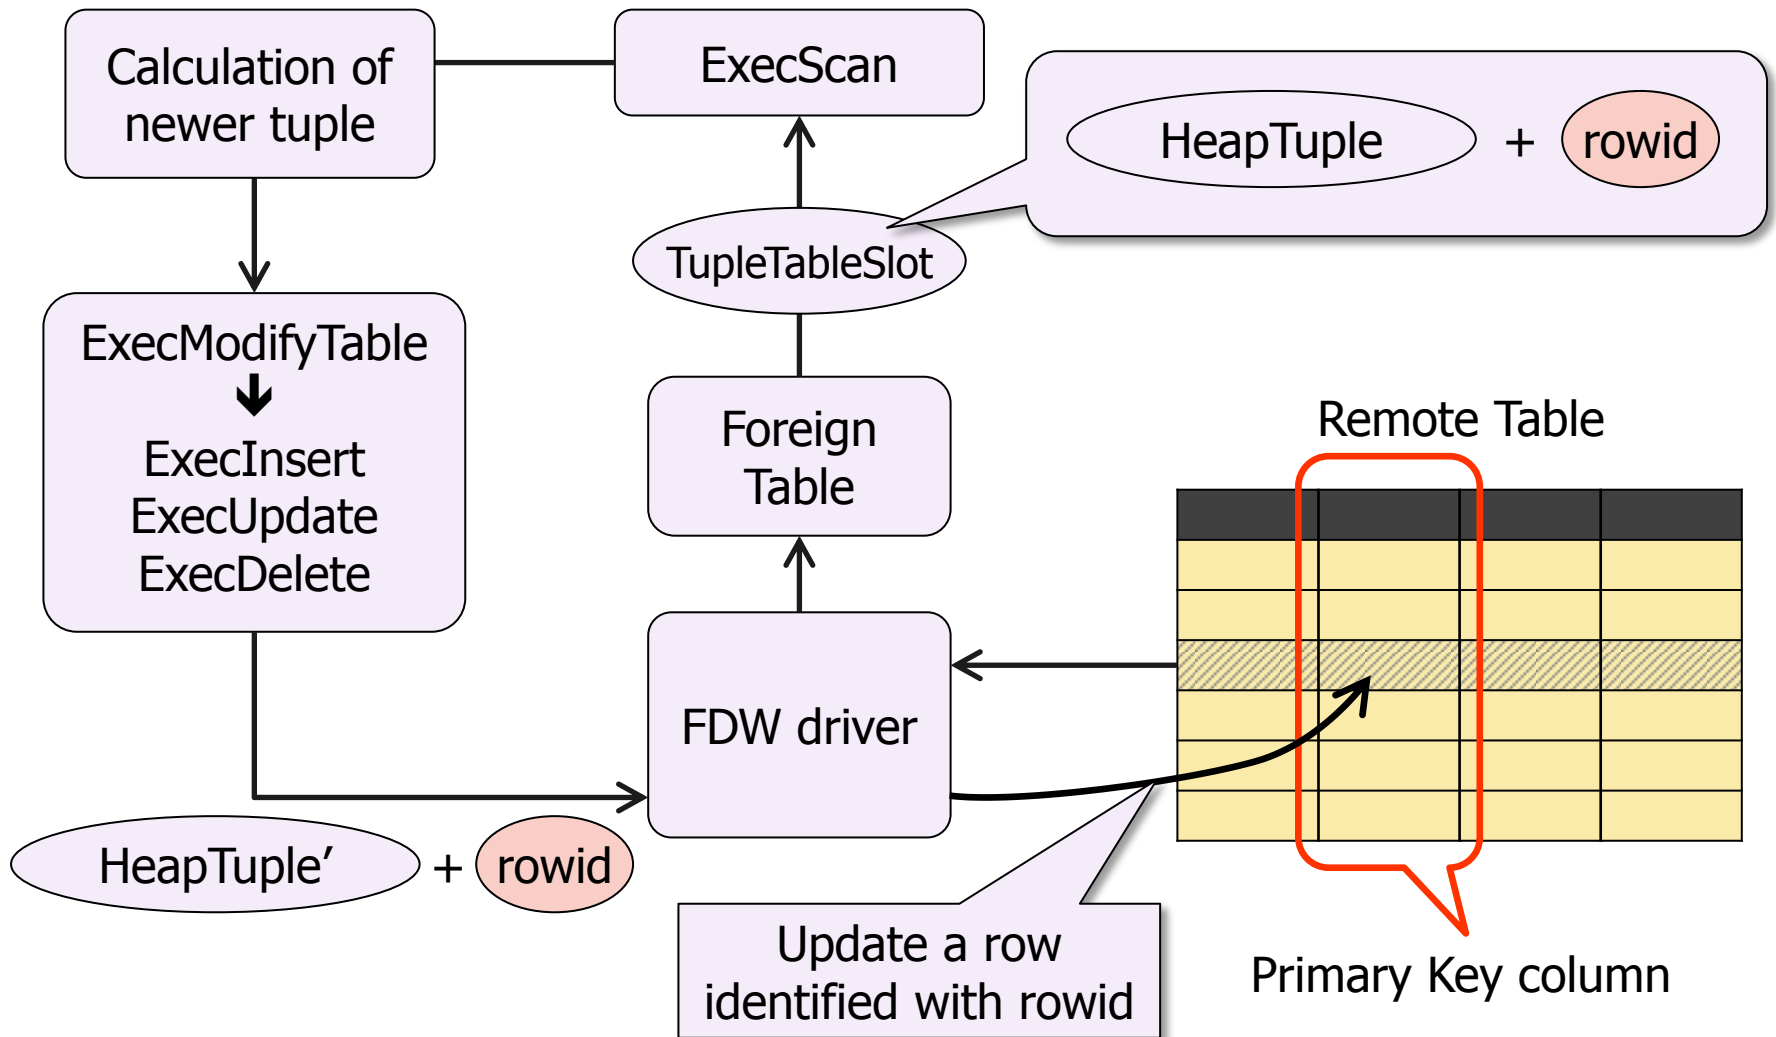 Calculation of
newer tuple
ExecScan
HeapTuple + rowid
TupleTableSlot
ExecModifyTable
ExecInsert
ExecUpdate
ExecDelete
Foreign
Table
Remote Table
FDW driver
HeapTuple’ + rowid
Update a row
identified with rowid
Primary Key column